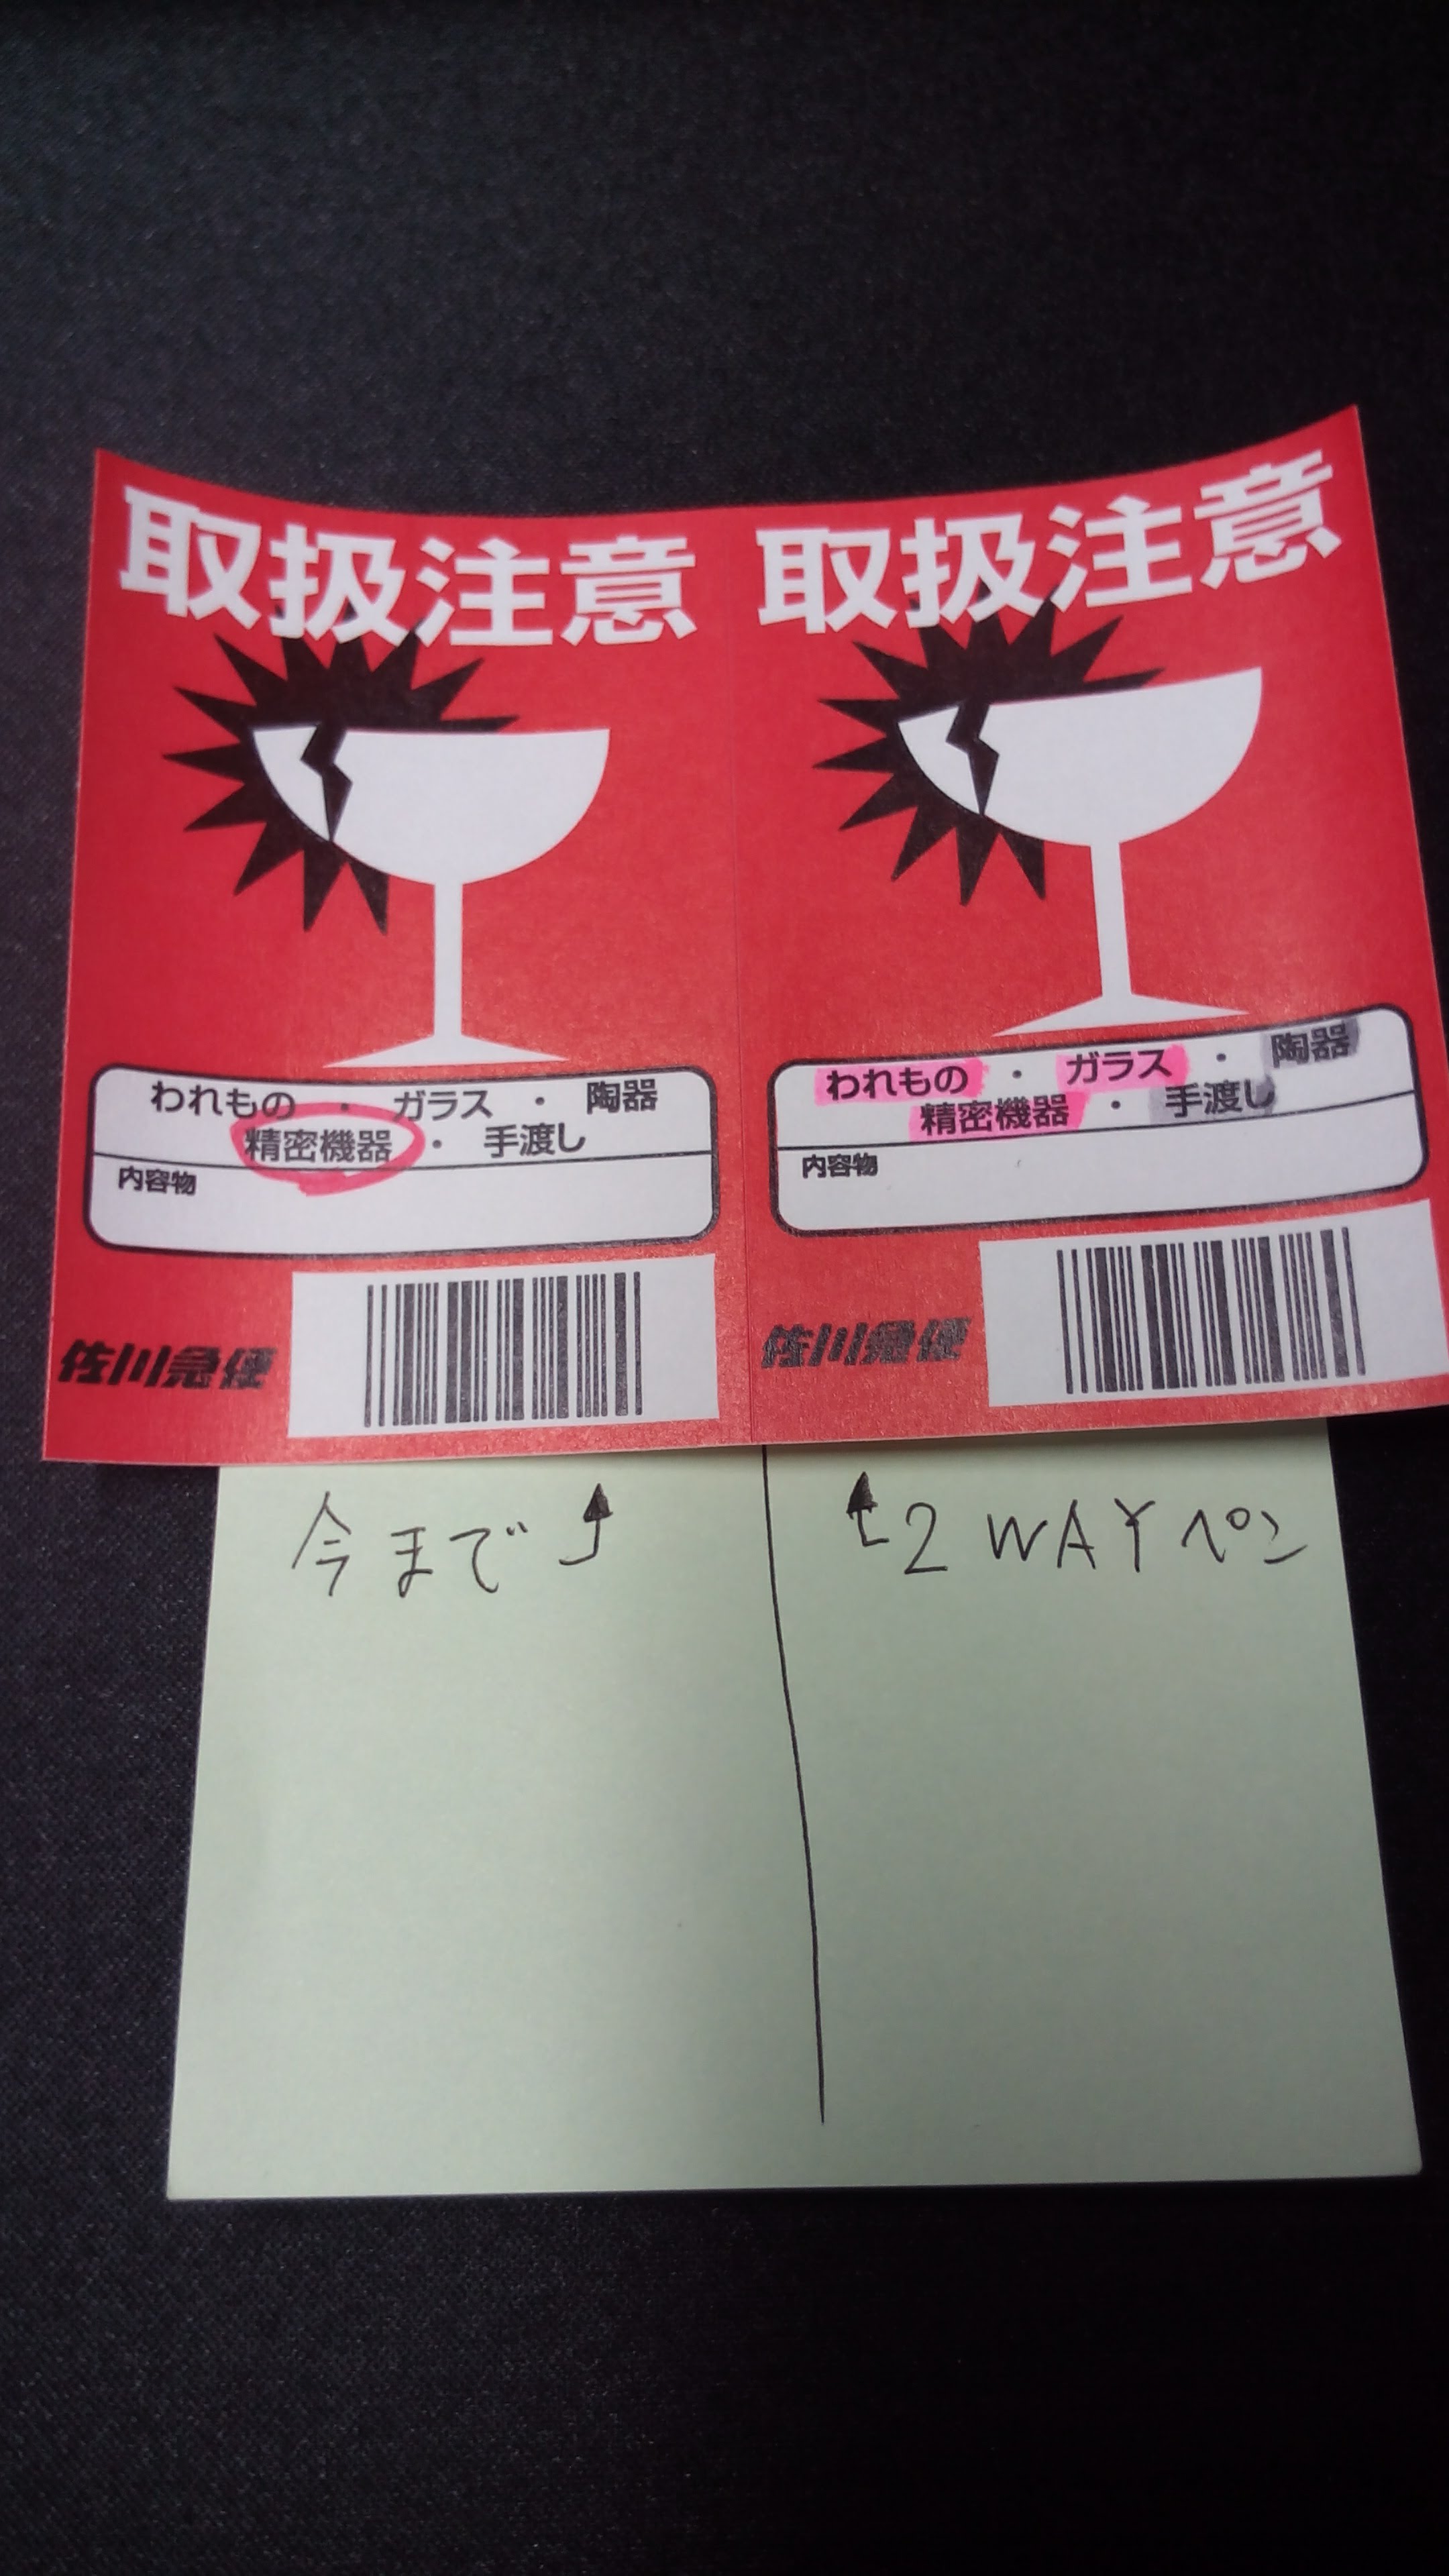 取扱注意
われもの ・ ガラス ・ 陶器
精密機器 ・ 手渡し
内容物
佐川急便
取扱注意
われもの ・ ガラス ・ 陶器
精密機器 ・ 手渡し
内容物
佐川急便
今まで
2 WAY ペン